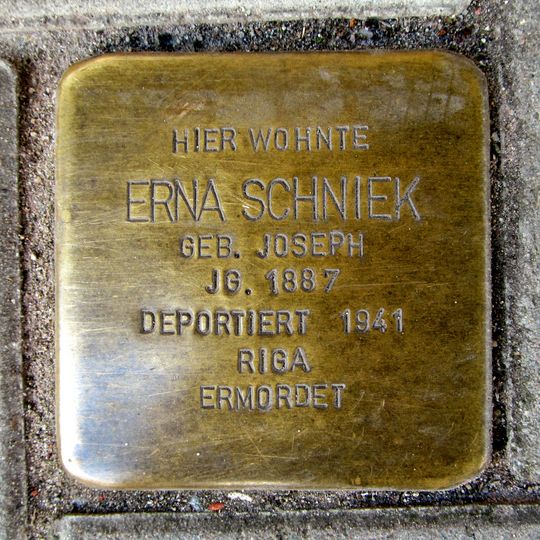 HIER WOHNTE
ERNA SCHNIEK
GEB. JOSEPH
JG. 1887
DEPORTIERT 1941
RIGA
ERMORDET